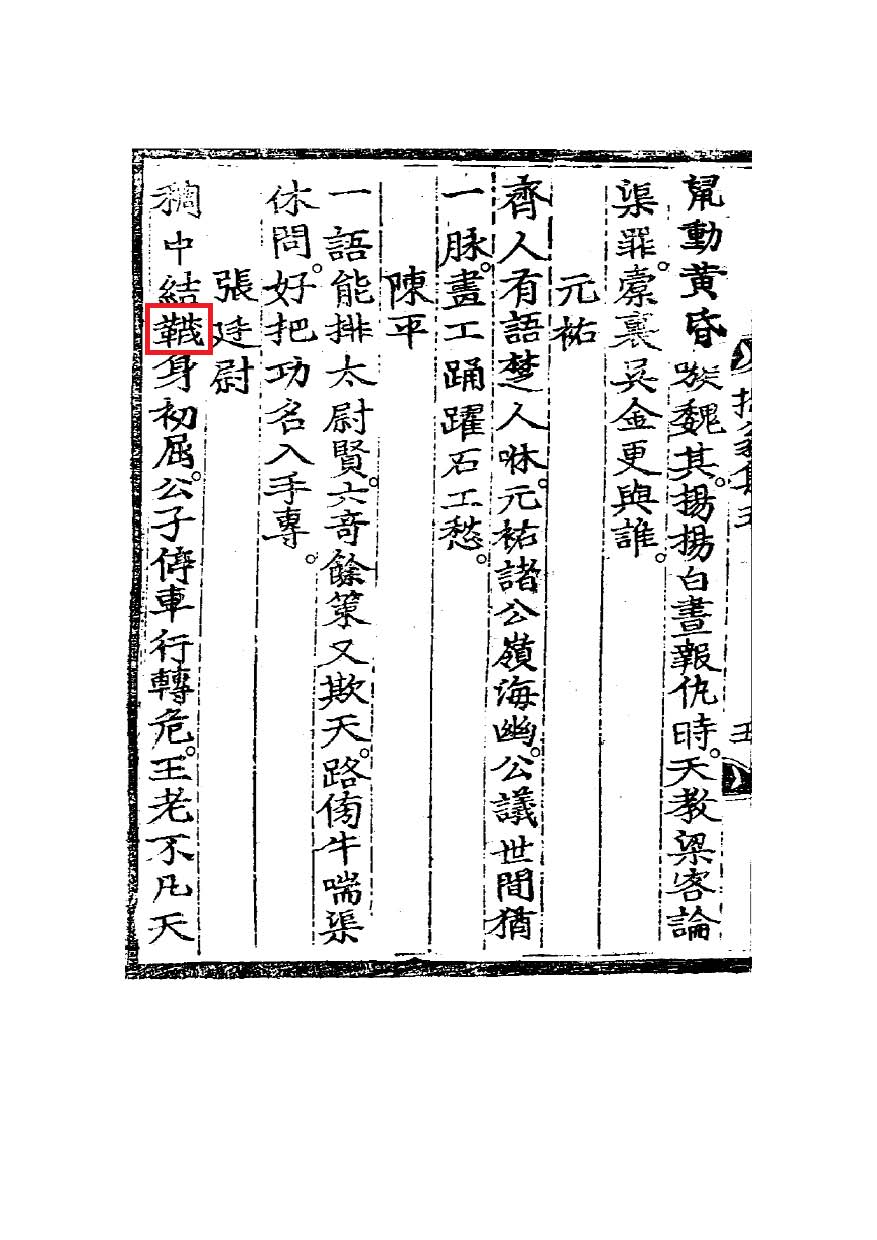 鼠動黄昏嗾魏其揚揚白晝報仇時天教梁客論
渠罪橐裏吳金更與誰
元祐
齊人有語楚人咻元祐諸公嶺海幽公議世間猶
一脉畫工踊躍石工愁
陳平
一語能排太尉賢六奇餘策又欺天路傍牛喘渠
休問好把功名入手專
張廷尉
稠中結韈身初屈公子傳車行轉危王老不凡天